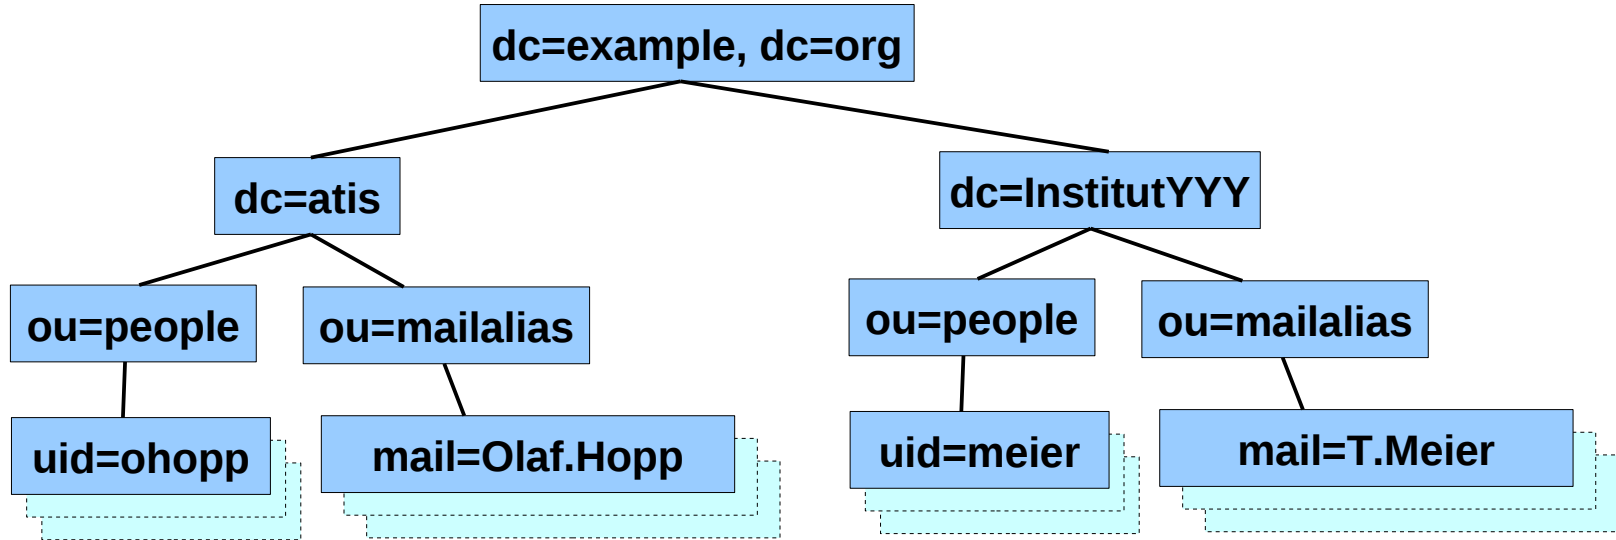 dc=example, dc=org
dc=atis
dc=InstitutYYY
ou=people
ou=mailalias
ou=people
ou=mailalias
uid=ohopp
mail=Olaf.Hopp
uid=meier
mail=T.Meier